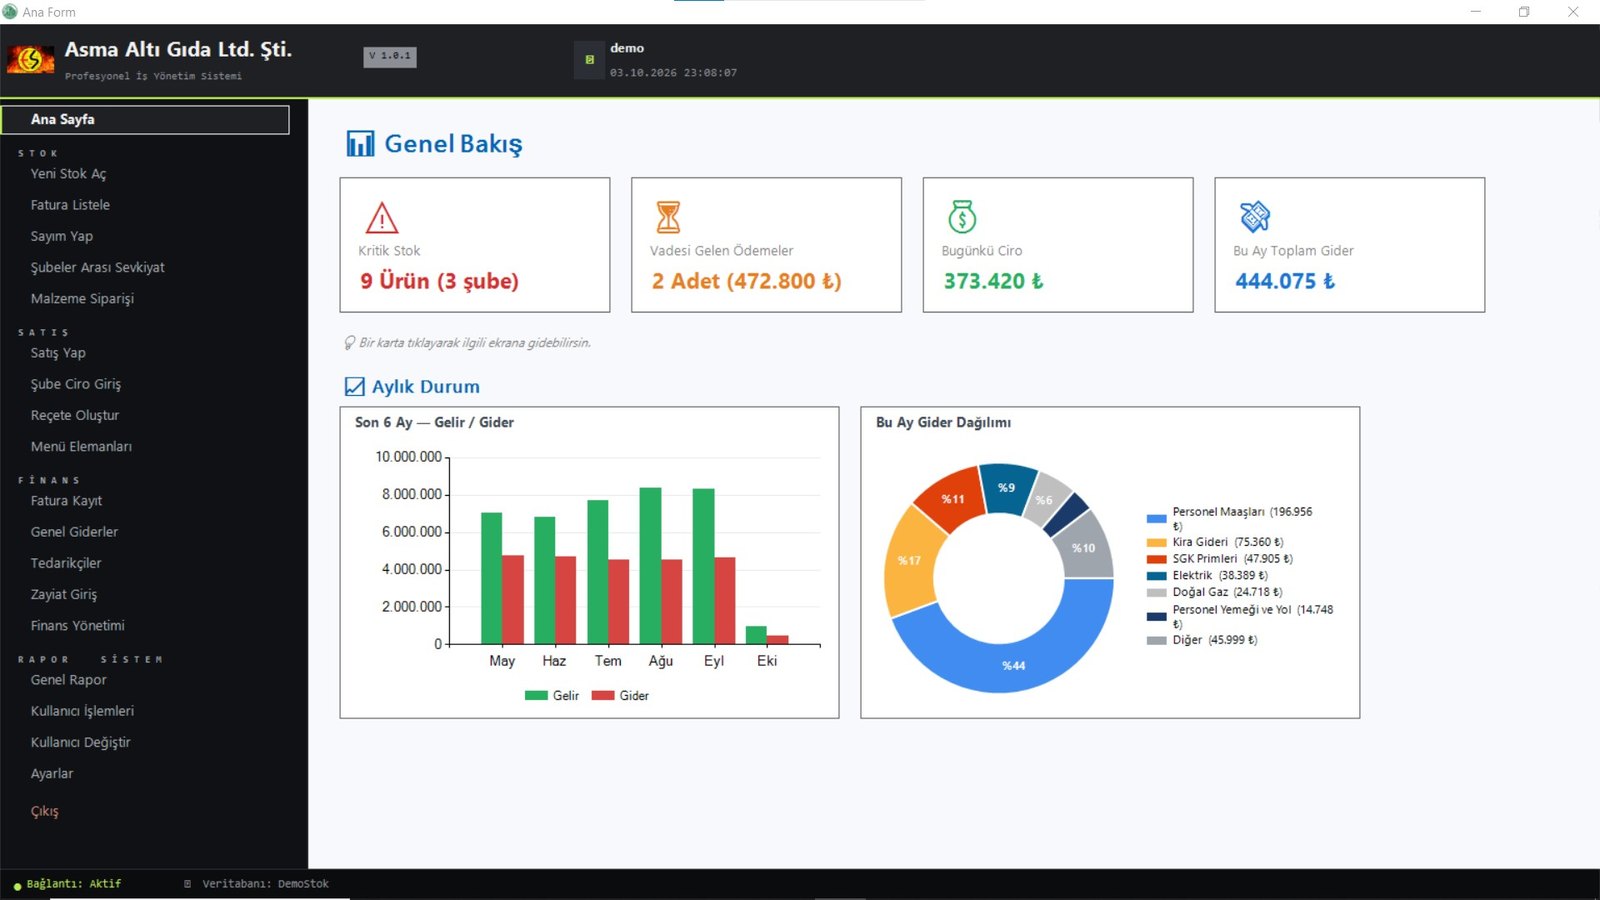 Ana Form
Asma Altı Gıda Ltd. Şti.
Profesyonel İş Yönetim Sistemi
V 1.0.1
demo
03.10.2026 23:08:07
Ana Sayfa
STOK
Yeni Stok Aç
Fatura Listele
Sayım Yap
Şubeler Arası Sevkiyat
Malzeme Siparişi
SATIŞ
Satış Yap
Şube Ciro Giriş
Reçete Oluştur
Menü Elemanları
FİNANS
Fatura Kayıt
Genel Giderler
Tedarikçiler
Zayiat Giriş
Finans Yönetimi
RAPOR SİSTEM
Genel Rapor
Kullanıcı İşlemleri
Kullanıcı Değiştir
Ayarlar
Çıkış
Genel Bakış
Kritik Stok
9 Ürün (3 şube)
Vadesi Gelen Ödemeler
2 Adet (472.800 ₺)
Bugünkü Ciro
373.420 ₺
Bu Ay Toplam Gider
444.075 ₺
Bir karta tıklayarak ilgili ekrana gidebilirsin.
Aylık Durum
Son 6 Ay — Gelir / Gider
10.000.000
8.000.000
6.000.000
4.000.000
2.000.000
0
May Haz Tem Ağu Eyl Eki
Gelir Gider
Bu Ay Gider Dağılımı
%9
%11
%6
%17
%10
%44
Personel Maaşları (196.956
₺)
Kira Gideri (75.360 ₺)
SGK Primleri (47.905 ₺)
Elektrik (38.389 ₺)
Doğal Gaz (24.718 ₺)
Personel Yemeği ve Yol (14.748
₺)
Diğer (45.999 ₺)
Bağlantı: Aktif
Veritabanı: DemoStok